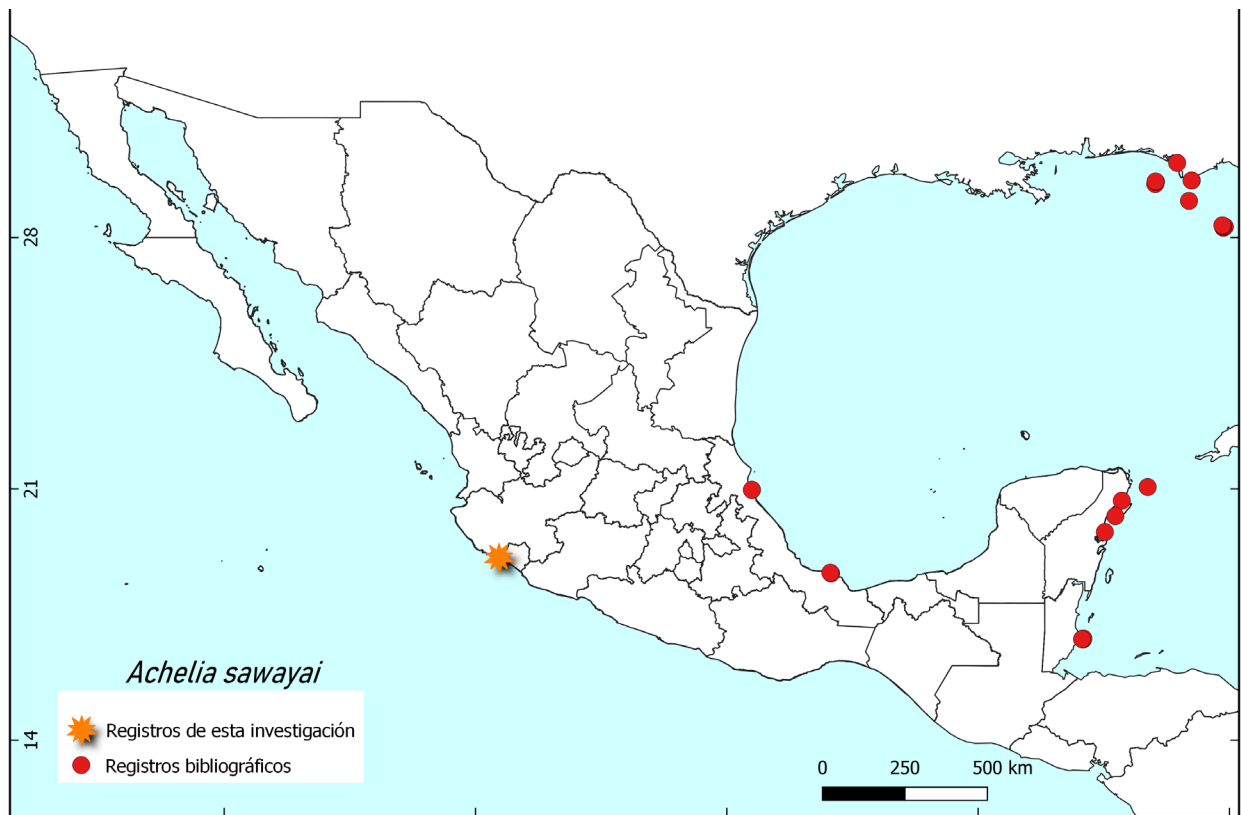 28
21
14
Achelia sawayai
Registros de esta investigación
Registros bibliográficos
0 250 500 km